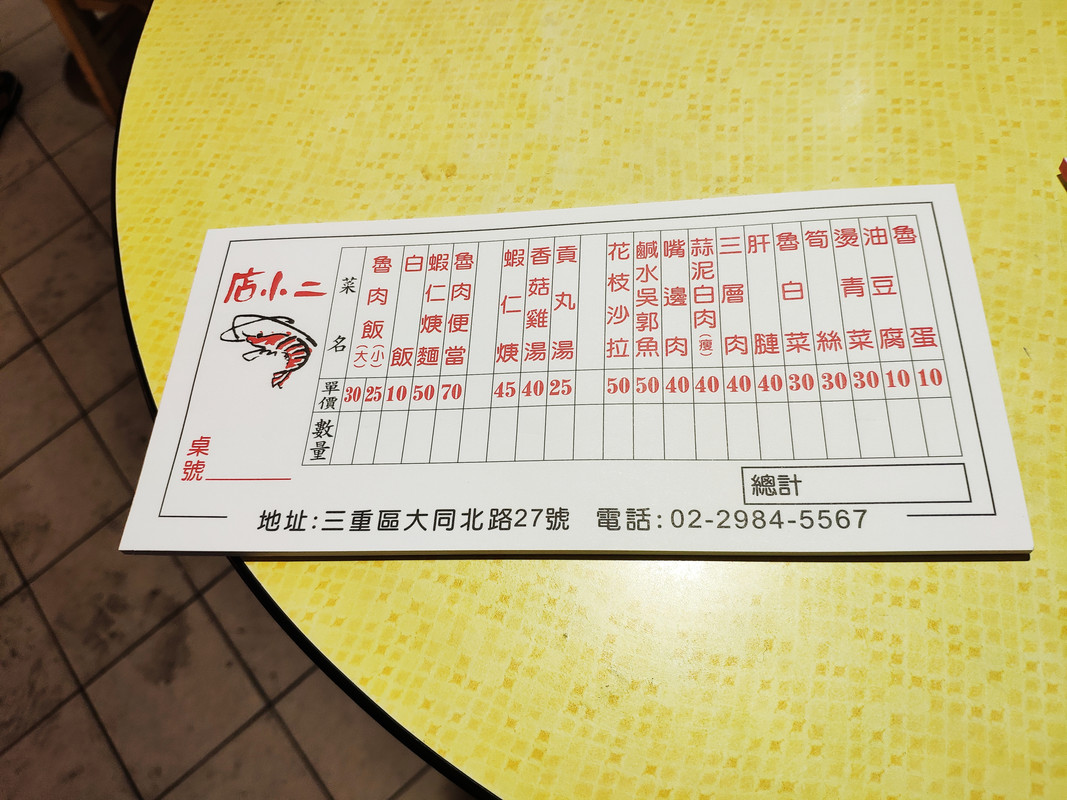 店小二
桌號
菜名
單價
數量
魯肉飯(大)(小) 30 25
白飯 10
蝦仁焿麵 50
魯肉便當 70
蝦仁焿 45
香菇雞湯 40
貢丸湯 25
花枝沙拉 50
鹹水吳郭魚 50
嘴邊肉 40
蒜泥白肉(瘦) 40
三層肉 40
肝腱 40
魯白菜 30
筍絲 30
燙青菜 30
油豆腐 10
魯蛋 10
總計
地址:三重區大同北路27號 電話:02-2984-5567